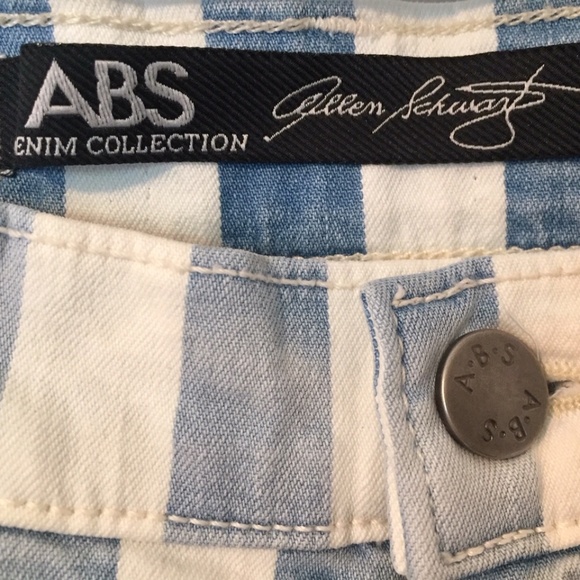 ABS
ENIM COLLECTION
Allen Schwartz
A·B·S
A·B·S